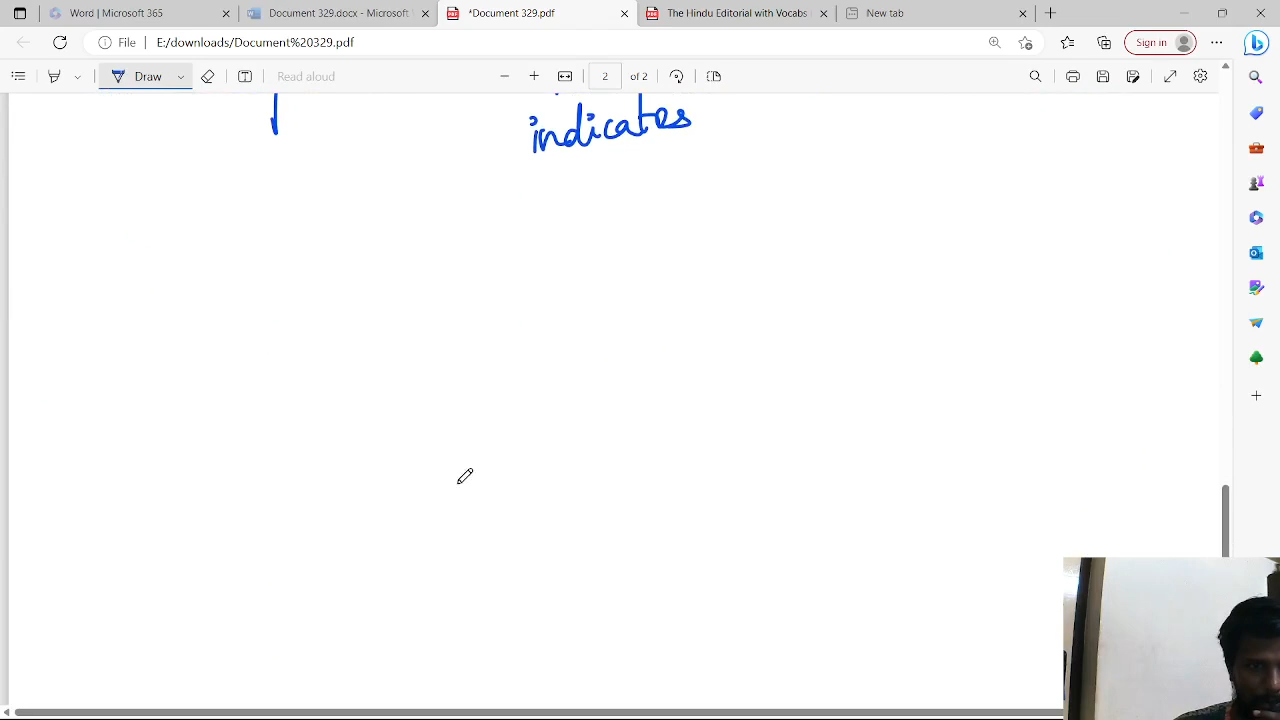 Word | Microsoft 365
Document 329.docx - Microsoft
*Document 329.pdf
The Hindu Editorial with Vocabs
New tab
File
E:/downloads/Document%20329.pdf
Sign in
Draw
Read aloud
2
of 2
indicates